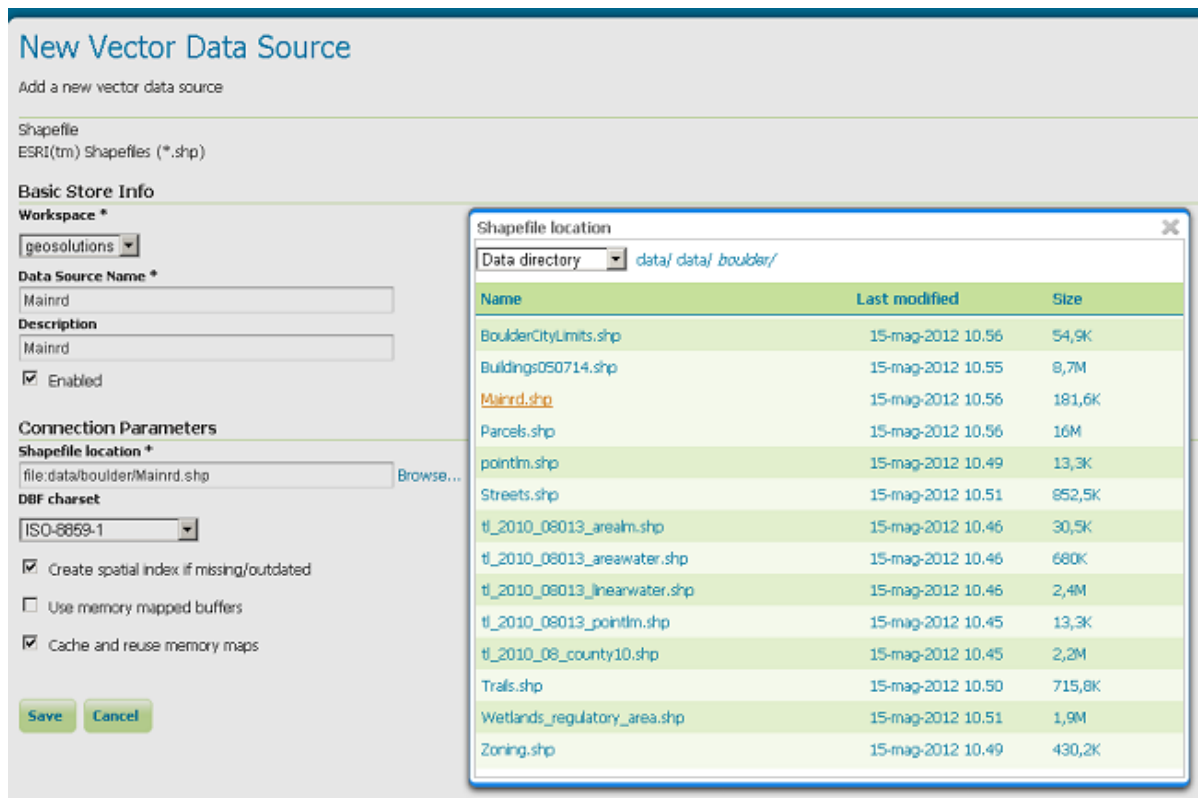 New Vector Data Source
Add a new vector data source
Shapefile
ESRI(tm) Shapefiles (*.shp)
Basic Store Info
Workspace *
geosolutions
Data Source Name *
Mainrd
Description
Mainrd
Enabled
Connection Parameters
Shapefile location *
file:data/boulder/Mainrd.shp Browse...
DBF charset
ISO-8859-1
Create spatial index if missing/outdated
Use memory mapped buffers
Cache and reuse memory maps
Save Cancel
Shapefile location
Data directory data/ data/ boulder/
Name Last modified Size
BoulderCityLimits.shp 15-mag-2012 10.56 54,9K
Buildings050714.shp 15-mag-2012 10.55 8,7M
Mainrd.shp 15-mag-2012 10.56 181,6K
Parcels.shp 15-mag-2012 10.56 16M
pointlm.shp 15-mag-2012 10.49 13,3K
Streets.shp 15-mag-2012 10.51 852,5K
tl_2010_08013_arealm.shp 15-mag-2012 10.46 30,5K
tl_2010_08013_areawater.shp 15-mag-2012 10.46 680K
tl_2010_08013_linearwater.shp 15-mag-2012 10.46 2,4M
tl_2010_08013_pointlm.shp 15-mag-2012 10.45 13,3K
tl_2010_08_county10.shp 15-mag-2012 10.45 2,2M
Trails.shp 15-mag-2012 10.50 715,8K
Wetlands_regulatory_area.shp 15-mag-2012 10.51 1,9M
Zoning.shp 15-mag-2012 10.49 430,2K